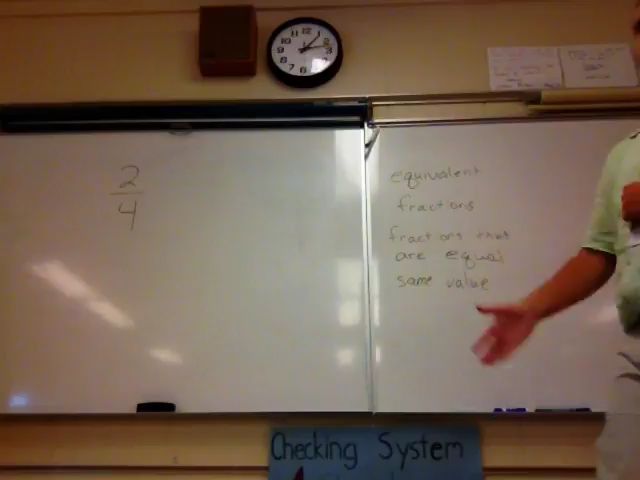 2
4
equivalent
fractions
fractions that
are equal
same value
Checking System